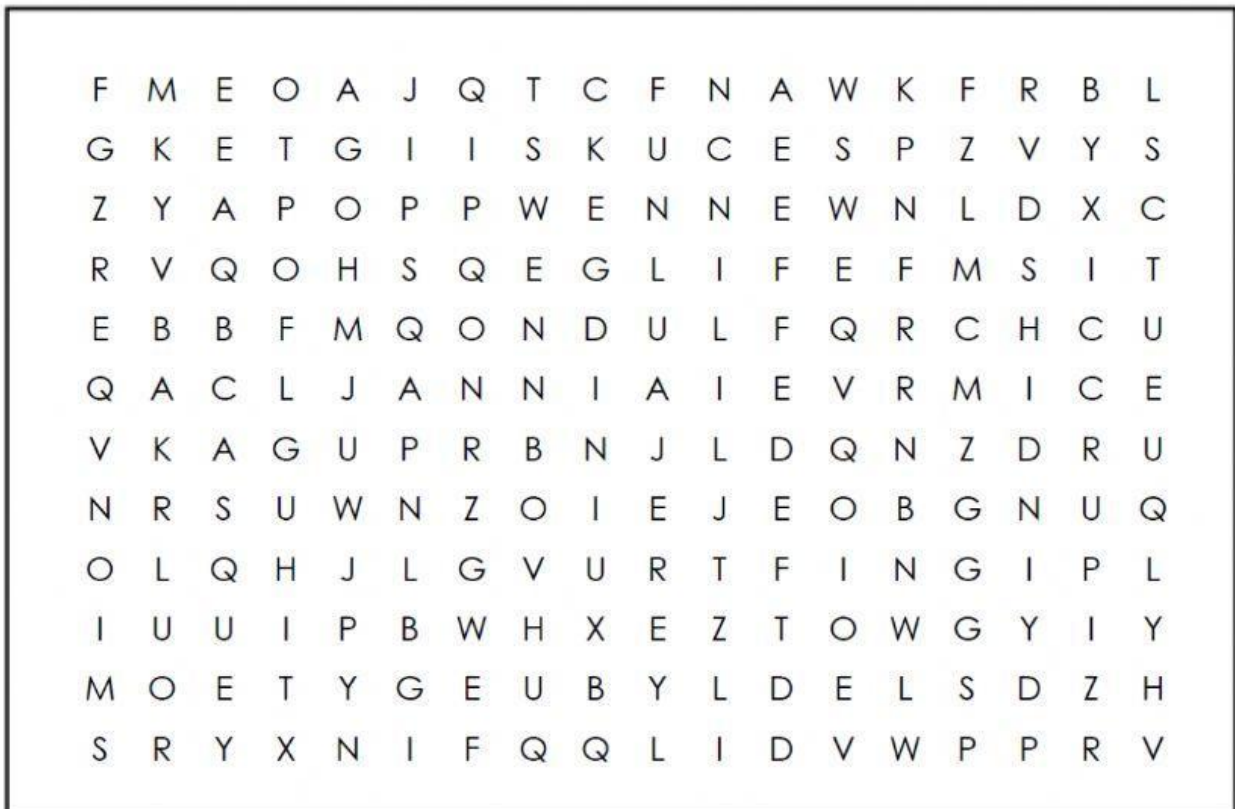 F M E O A J Q T C F N A W K F R B L
G K E T G I I S K U C E S P Z V Y S
Z Y A P O P P W E N N E W N L D X C
R V Q O H S Q E G L I F E F M S I T
E B B F M Q O N D U L F Q R C H C U
Q A C L J A N N I A I E V R M I C E
V K A G U P R B N J L D Q N Z D R U
N R S U W N Z O I E J E O B G N U Q
O L Q H J L G V U R T F I N G I P L
I U U I P B W H X E Z T O W G Y I Y
M O E T Y G E U B Y L D E L S D Z H
S R Y X N I F Q Q L I D V W P P R V